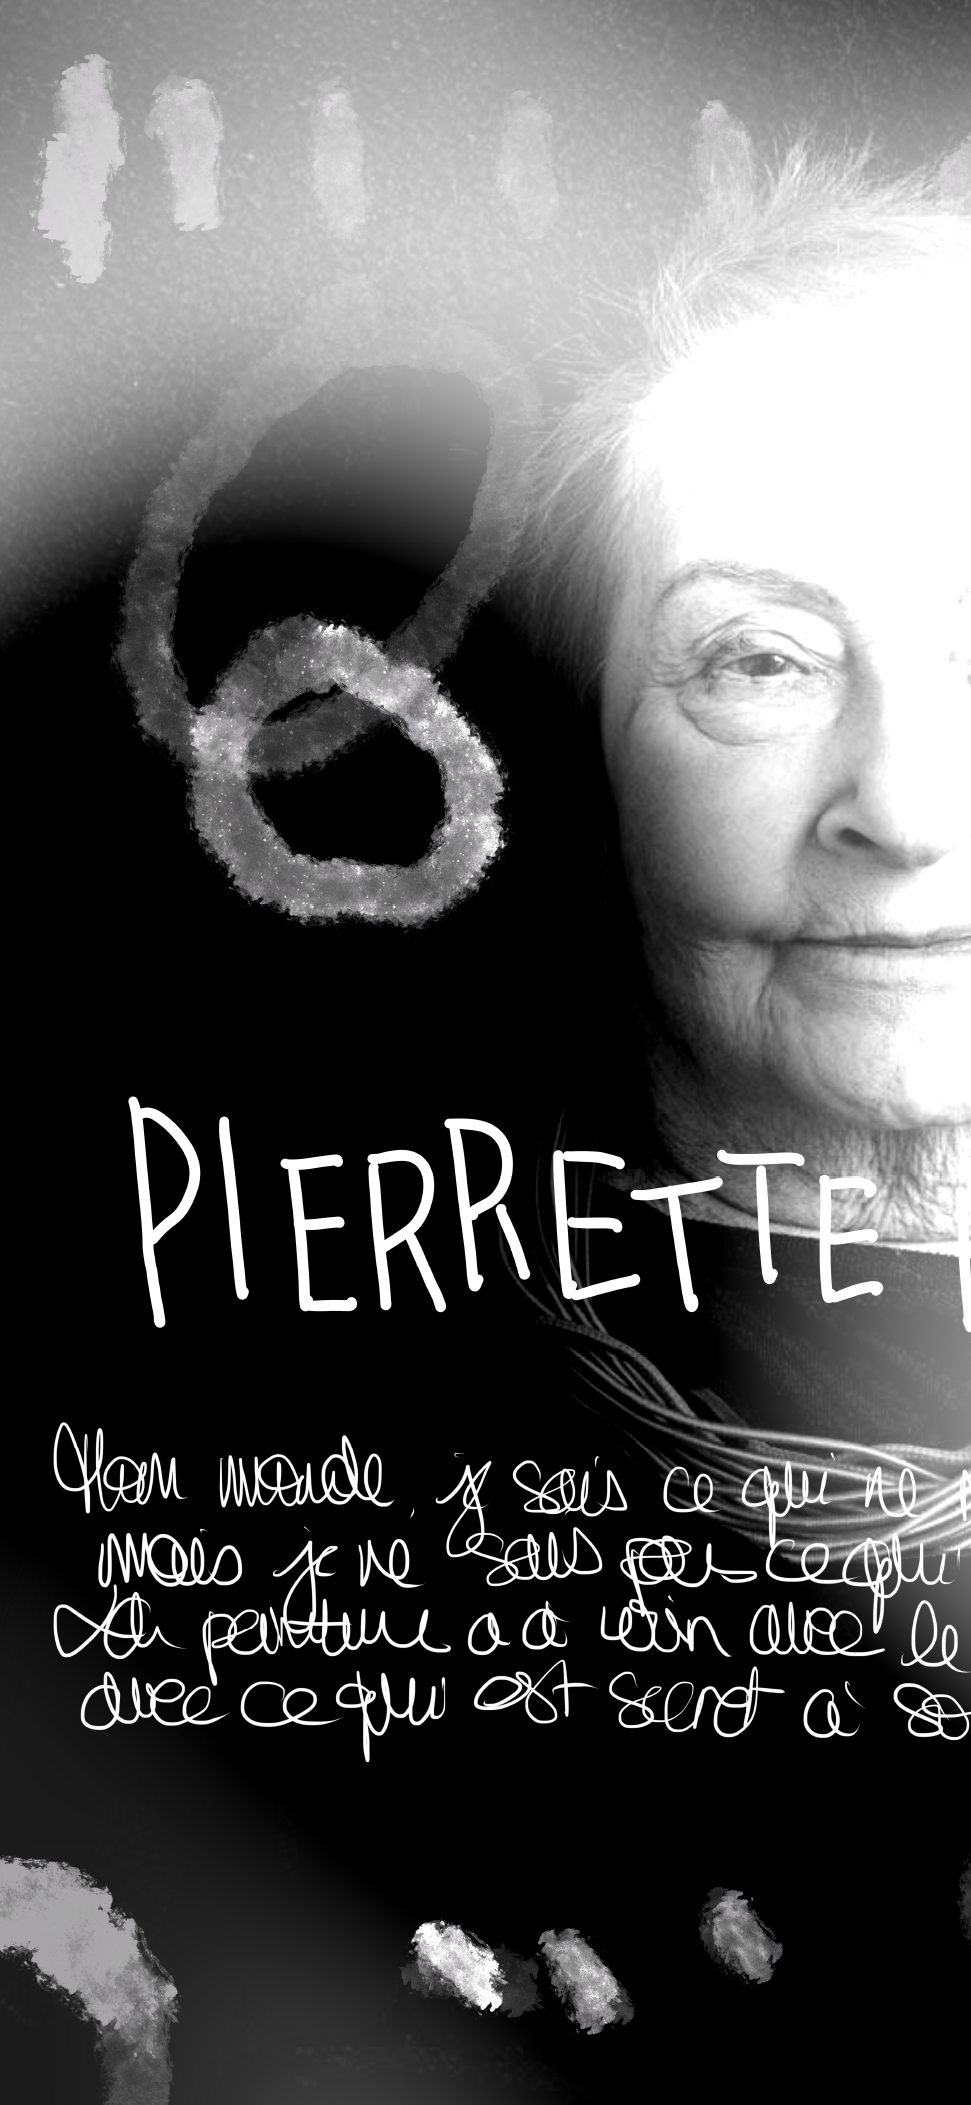 PIERRETTE
Mon monde, je sais ce qui ne
mais je ne sais pas ce qui
La peinture a à voir avec le
avec ce qui est secret à so